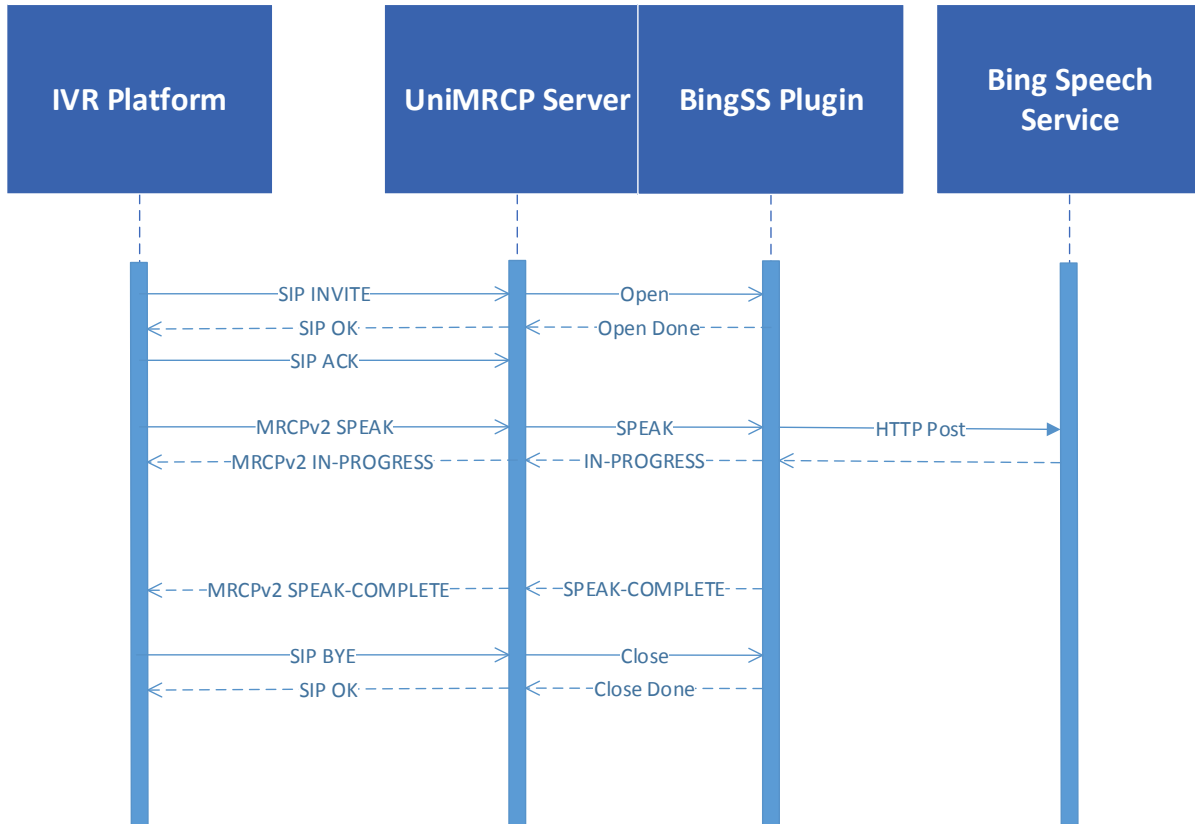 IVR Platform
UniMRCP Server
BingSS Plugin
Bing Speech
Service
SIP INVITE
Open
SIP OK
Open Done
SIP ACK
MRCPv2 SPEAK
SPEAK
HTTP Post
MRCPv2 IN-PROGRESS
IN-PROGRESS
MRCPv2 SPEAK-COMPLETE
SPEAK-COMPLETE
SIP BYE
Close
SIP OK
Close Done